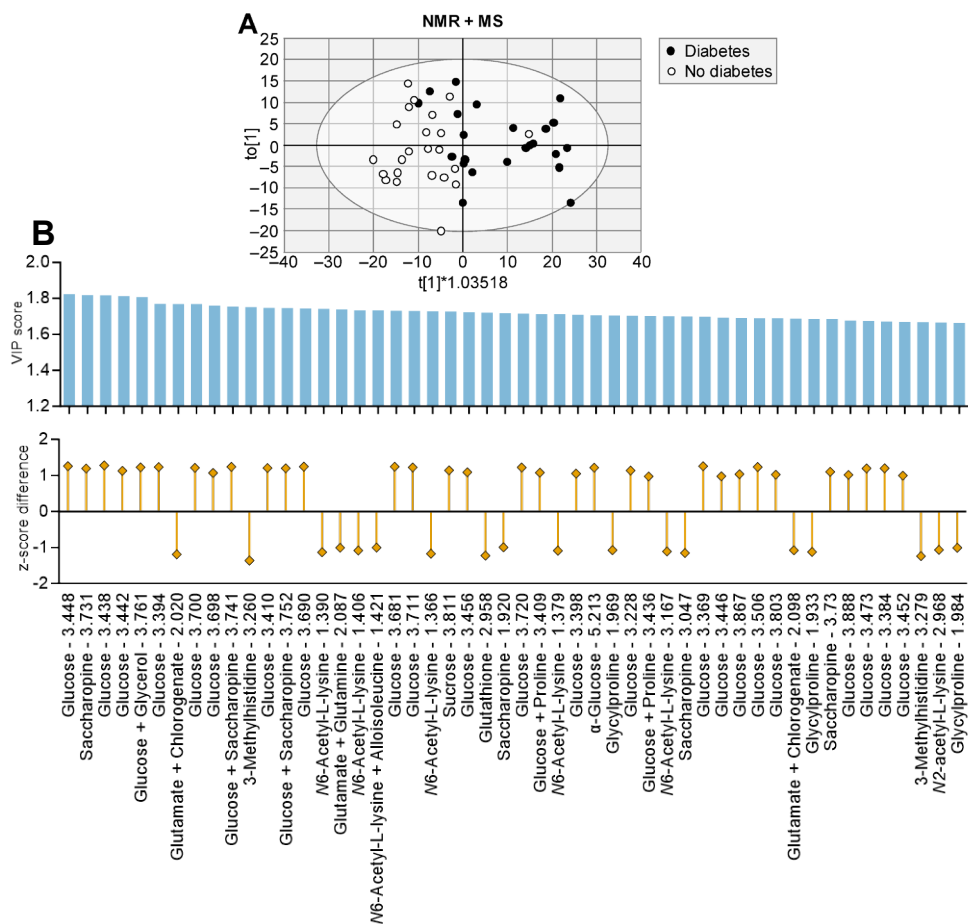 A
NMR + MS
25
20
15
10
5
0
–5
–10
–15
–20
–25
to[1]
–40
–30
–20
–10
0
10
20
30
40
t[1]*1.03518
Diabetes
No diabetes
B
2.0
1.8
1.6
1.4
1.2
VIP score
2
1
0
-1
-2
z-score difference
Glucose - 3.448
Saccharopine - 3.731
Glucose - 3.438
Glucose - 3.442
Glucose + Glycerol - 3.761
Glucose - 3.394
Glutamate + Chlorogenate - 2.020
Glucose - 3.700
Glucose - 3.698
Glucose + Saccharopine - 3.741
3-Methylhstidine - 3.260
Glucose - 3.410
Glucose + Saccharopine - 3.752
Glucose - 3.690
N6-Acetyl-L-lysine - 1.390
Glutamate + Glutamine - 2.087
N6-Acetyl-L-lysine - 1.406
N6-Acetyl-L-lysine + Alloisoleucine - 1.421
Glucose - 3.681
Glucose - 3.711
N6-Acetyl-L-lysine - 1.366
Sucrose - 3.811
Glucose - 3.456
Glutathione - 2.958
Saccharopine - 1.920
Glucose - 3.720
Glucose + Proline - 3.409
N6-Acetyl-L-lysine - 1.379
Glucose - 3.398
α-Glucose - 5.213
Glycylproline - 1.969
Glucose - 3.228
Glucose + Proline - 3.436
N6-Acetyl-L-lysine - 3.167
Saccharopine - 3.047
Glucose - 3.369
Glucose - 3.446
Glucose - 3.867
Glucose - 3.506
Glucose - 3.803
Glutamate + Chlorogenate - 2.098
Glycylproline - 1.933
Saccharopine - 3.73
Glucose - 3.888
Glucose - 3.473
Glucose - 3.384
Glucose - 3.452
3-Methylhistidine - 3.279
N2-acetyl-L-lysine - 2.968
Glycylproline - 1.984